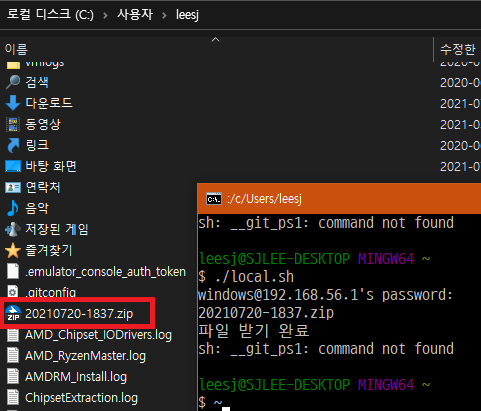 로컬 디스크 (C:) > 사용자 > leesj
이름
수정한
vmlogs
2020-0
검색
2020-0
다운로드
2021-0
동영상
2021-0
링크
2020-0
바탕 화면
2021-0
연락처
음악
저장된 게임
즐겨찾기
.emulator_console_auth_token
.gitconfig
ZIP 20210720-1837.zip
AMD_Chipset_IODrivers.log
AMD_RyzenMaster.log
AMDRM_Install.log
ChipsetExtraction.log
:/c/Users/leesj
sh: __git_ps1: command not found
leesj@SJLEE-DESKTOP MINGW64 ~
$ ./local.sh
windows@192.168.56.1's password:
20210720-1837.zip
파일 받기 완료
sh: __git_ps1: command not found
leesj@SJLEE-DESKTOP MINGW64 ~
$ ~